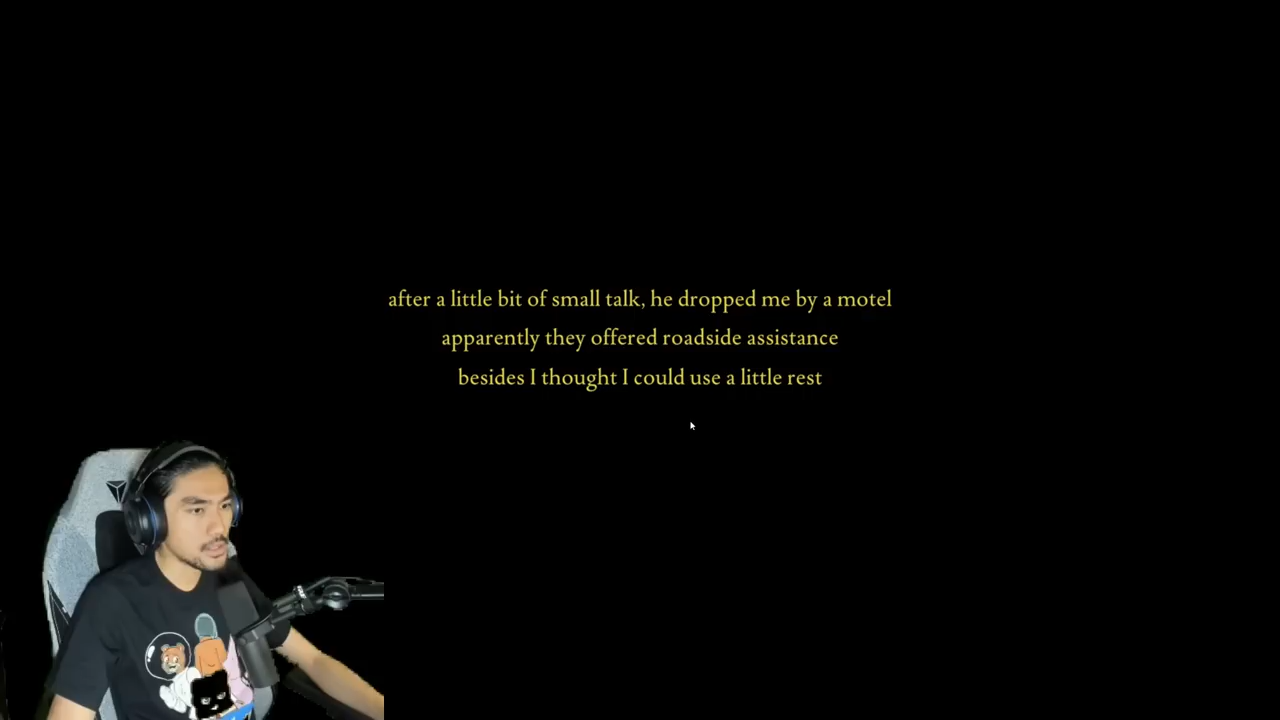 after a little bit of small talk, he dropped me by a motel
apparently they offered roadside assistance
besides I thought I could use a little rest